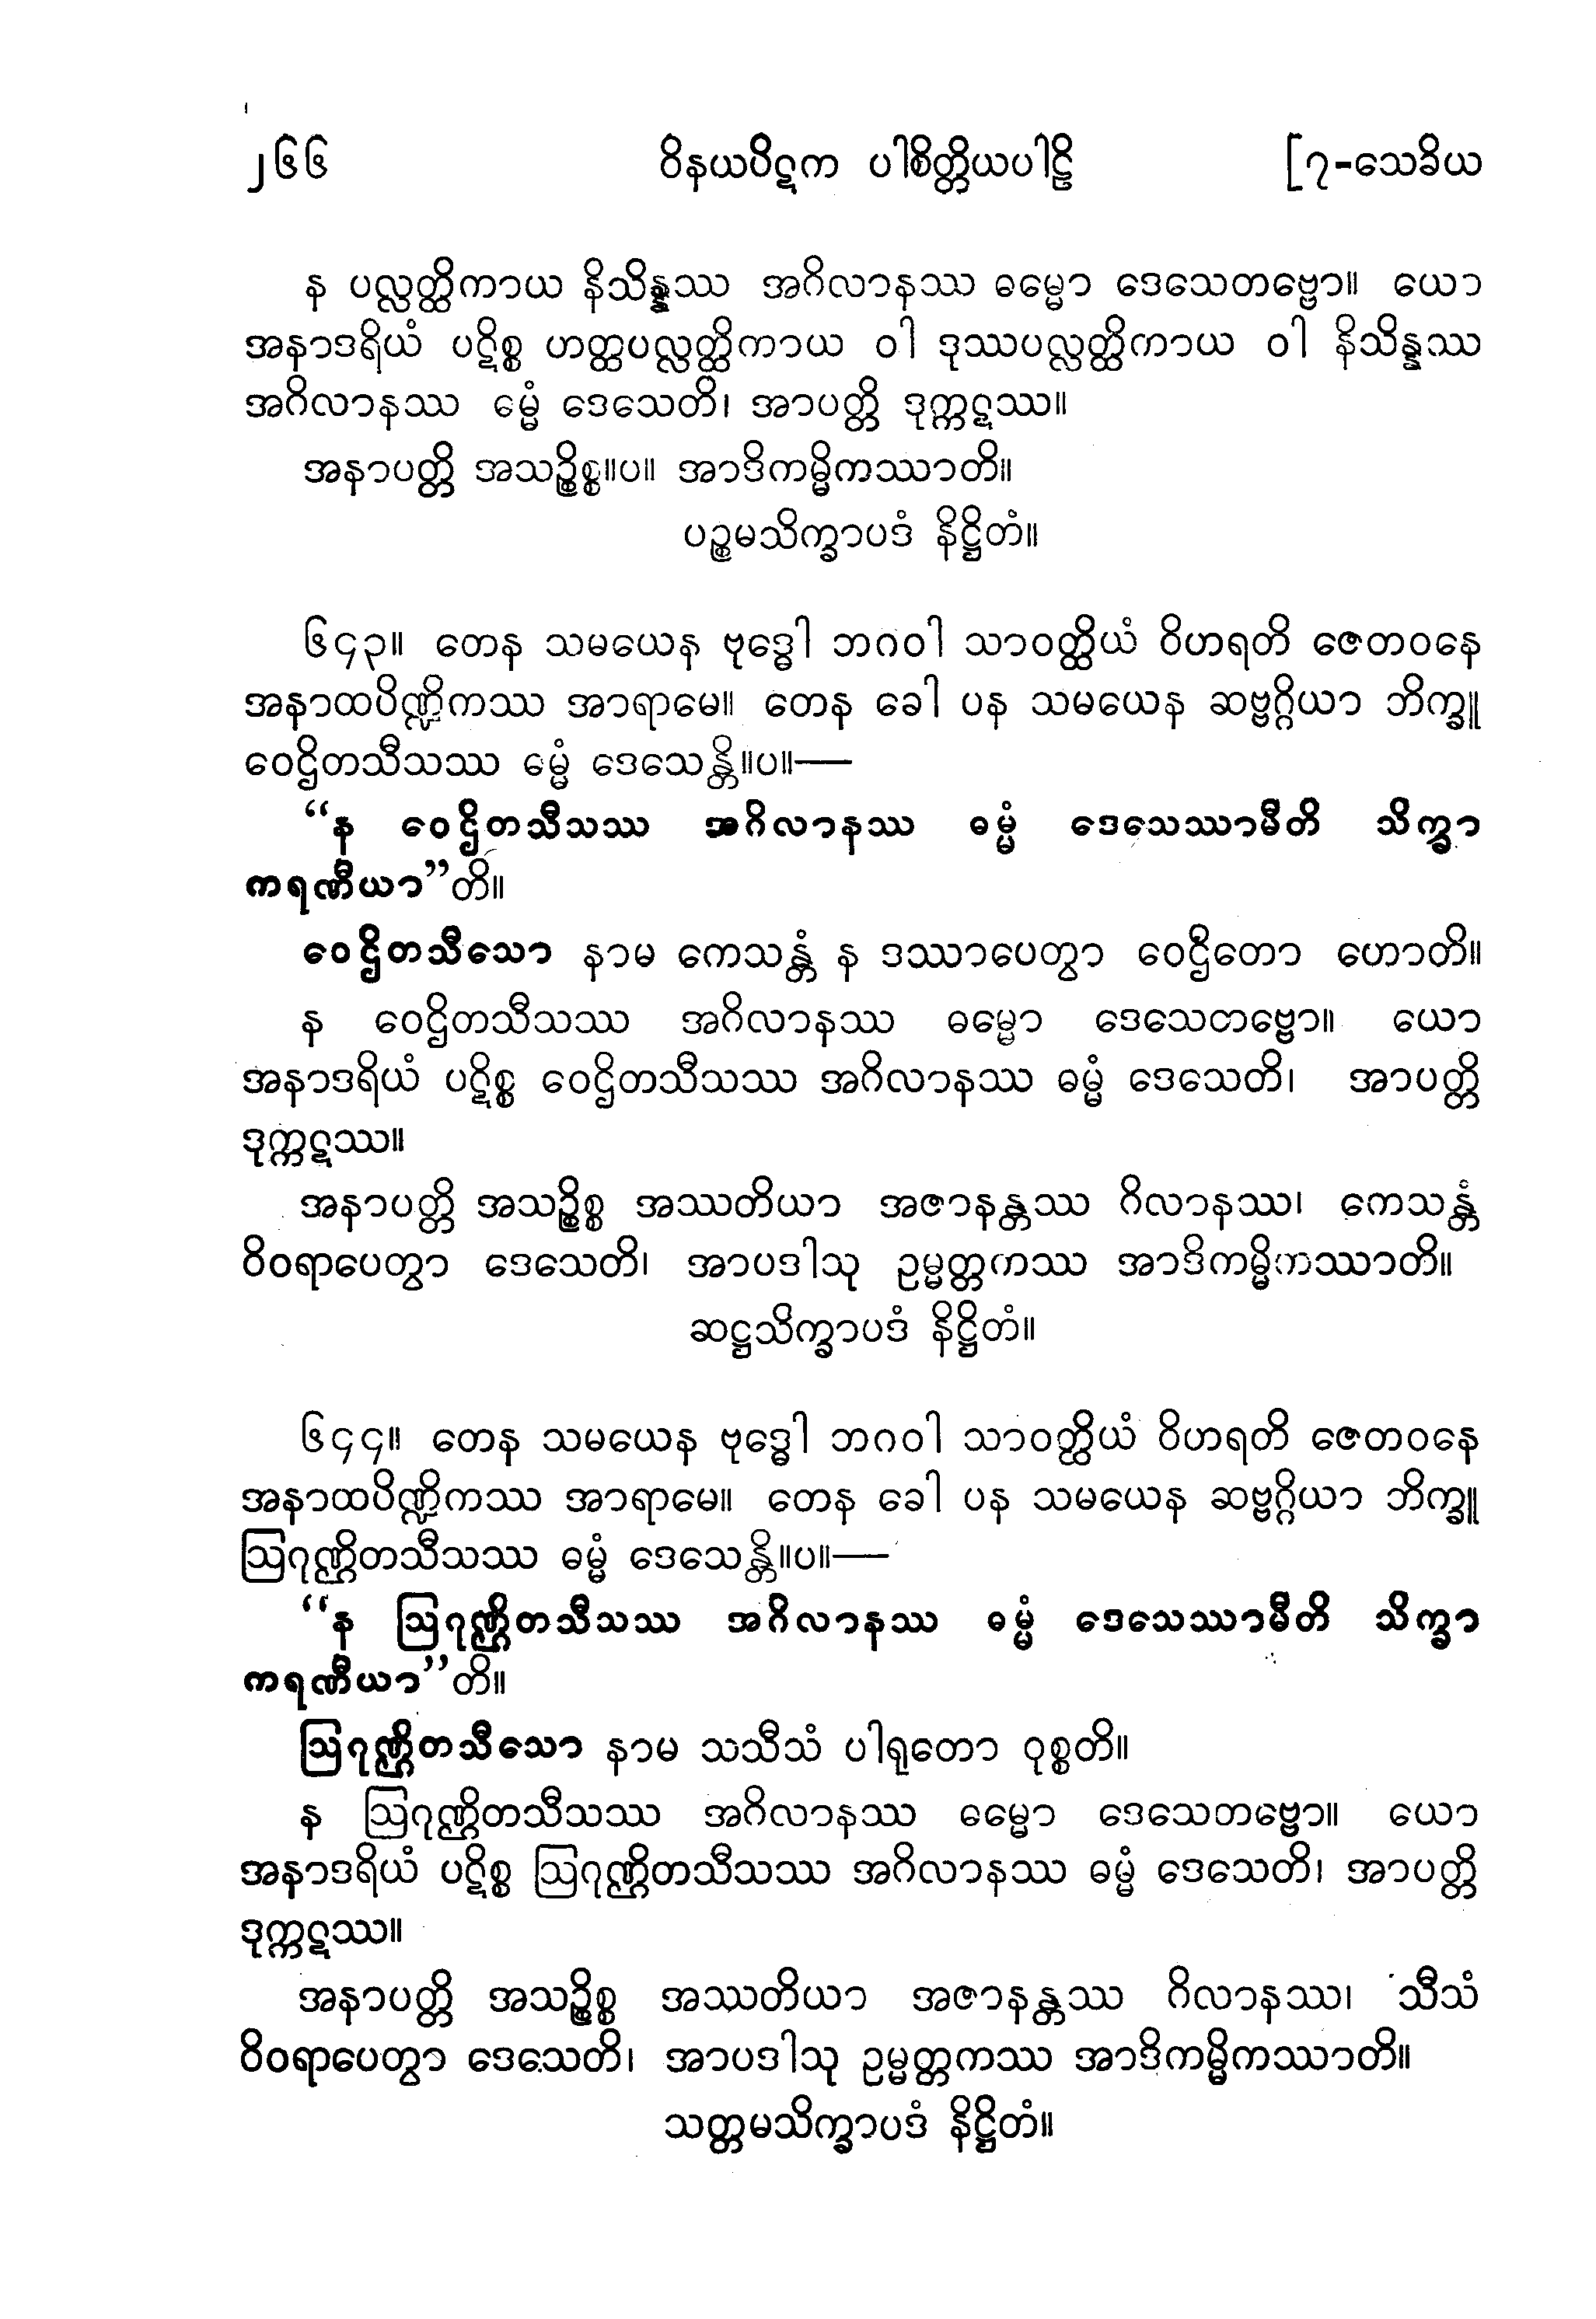 ၂၆၆ ဝိနယပိဋက ပါစိတ္တိယပါဠိ [၇-သေခိယ
န ပလ္လတ္ထိကာယ နိသိန္နဿ အဂိလာနဿ ဓမ္မော ဒေသေတဗ္ဗော။ ယော
အနာဒရိယံ ပဋိစ္စ ဟတ္ထပလ္လတ္ထိကာယ ဝါ ဒုဿပလ္လတ္ထိကာယ ဝါ နိသိန္နဿ
အဂိလာနဿ ဓမ္မံ ဒေသေတိ၊ အာပတ္တိ ဒုက္ကဋဿ။
အနာပတ္တိ အသဉ္စိစ္စ။ပ။ အာဒိကမ္မိကဿာတိ။
ပဉ္စမသိက္ခာပဒံ နိဋ္ဌိတံ။
၆၄၃။ တေန သမယေန ဗုဒ္ဓေါ ဘဂဝါ သာဝတ္ထိယံ ဝိဟရတိ ဇေတဝနေ
အနာထပိဏ္ဍိကဿ အာရာမေ။ တေန ခေါ ပန သမယေန ဆဗ္ဗဂ္ဂိယာ ဘိက္ခူ
ဝေဌိတသီသဿ ဓမ္မံ ဒေသေန္တိ။ပ။—
“န ဝေဌိတသီသဿ အဂိလာနဿ ဓမ္မံ ဒေသေဿာမီတိ သိက္ခာ
ကရဏီယာ”တိ။
ဝေဌိတသီသော နာမ ကေသန္တံ န ဒဿာပေတွာ ဝေဌိတော ဟောတိ။
န ဝေဌိတသီသဿ အဂိလာနဿ ဓမ္မော ဒေသေတဗ္ဗော။ ယော
အနာဒရိယံ ပဋိစ္စ ဝေဌိတသီသဿ အဂိလာနဿ ဓမ္မံ ဒေသေတိ၊ အာပတ္တိ
ဒုက္ကဋဿ။
အနာပတ္တိ အသဉ္စိစ္စ အဿတိယာ အဇာနန္တဿ ဂိလာနဿ၊ ကေသန္တံ
ဝိဝရာပေတွာ ဒေသေတိ၊ အာပဒါသု ဥမ္မတ္တကဿ အာဒိကမ္မိကဿာတိ။
ဆဋ္ဌသိက္ခာပဒံ နိဋ္ဌိတံ။
၆၄၄။ တေန သမယေန ဗုဒ္ဓေါ ဘဂဝါ သာဝတ္ထိယံ ဝိဟရတိ ဇေတဝနေ
အနာထပိဏ္ဍိကဿ အာရာမေ။ တေန ခေါ ပန သမယေန ဆဗ္ဗဂ္ဂိယာ ဘိက္ခူ
ဩဂုဏ္ဌိတသီသဿ ဓမ္မံ ဒေသေန္တိ။ပ။—
“န ဩဂုဏ္ဌိတသီသဿ အဂိလာနဿ ဓမ္မံ ဒေသေဿာမီတိ သိက္ခာ
ကရဏီယာ”တိ။
ဩဂုဏ္ဌိတသီသော နာမ သသီသံ ပါရုတော ဝုစ္စတိ။
န ဩဂုဏ္ဌိတသီသဿ အဂိလာနဿ ဓမ္မော ဒေသေတဗ္ဗော။ ယော
အနာဒရိယံ ပဋိစ္စ ဩဂုဏ္ဌိတသီသဿ အဂိလာနဿ ဓမ္မံ ဒေသေတိ၊ အာပတ္တိ
ဒုက္ကဋဿ။
အနာပတ္တိ အသဉ္စိစ္စ အဿတိယာ အဇာနန္တဿ ဂိလာနဿ၊ သီသံ
ဝိဝရာပေတွာ ဒေသေတိ၊ အာပဒါသု ဥမ္မတ္တကဿ အာဒိကမ္မိကဿာတိ။
သတ္တမသိက္ခာပဒံ နိဋ္ဌိတံ။